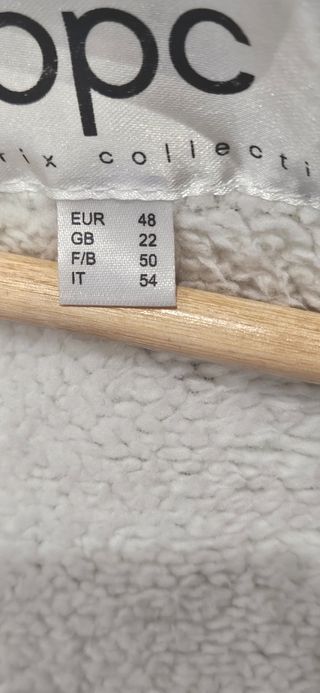 bpc
rix collecti
EUR 48
GB 22
F/B 50
IT 54